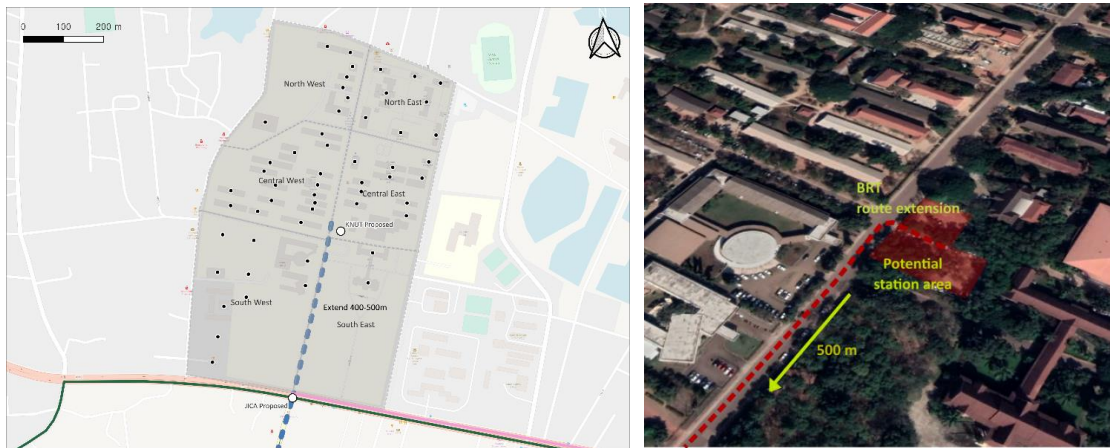 0 100 200 m
North West
North East
Central West
Central East
KNUT Proposed
South West
Extend 400-500m
South East
JICA Proposed
BRT
route extension
Potential
station area
500 m